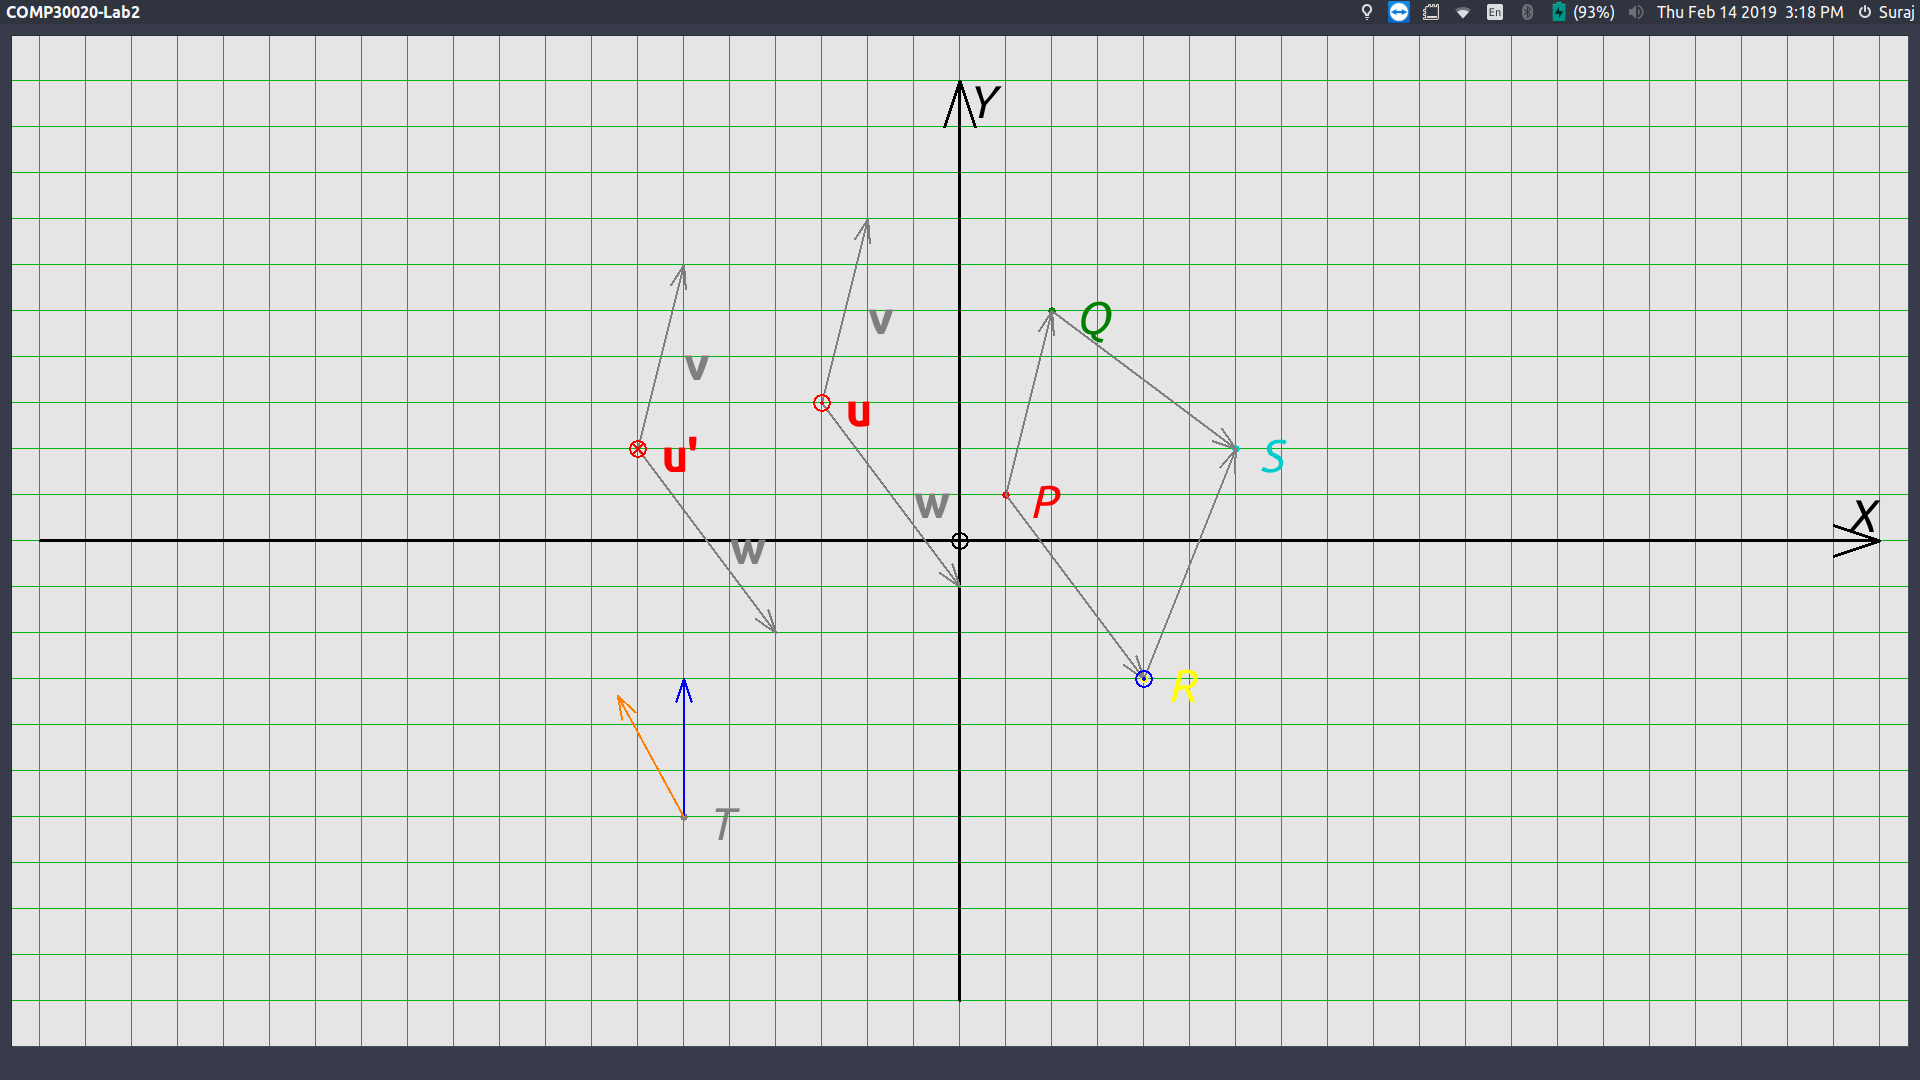 COMP30020-Lab2
En (93%) Thu Feb 14 2019 3:18 PM Suraj
Y
Q
v
v
u
u'
S
w
P
X
w
R
T